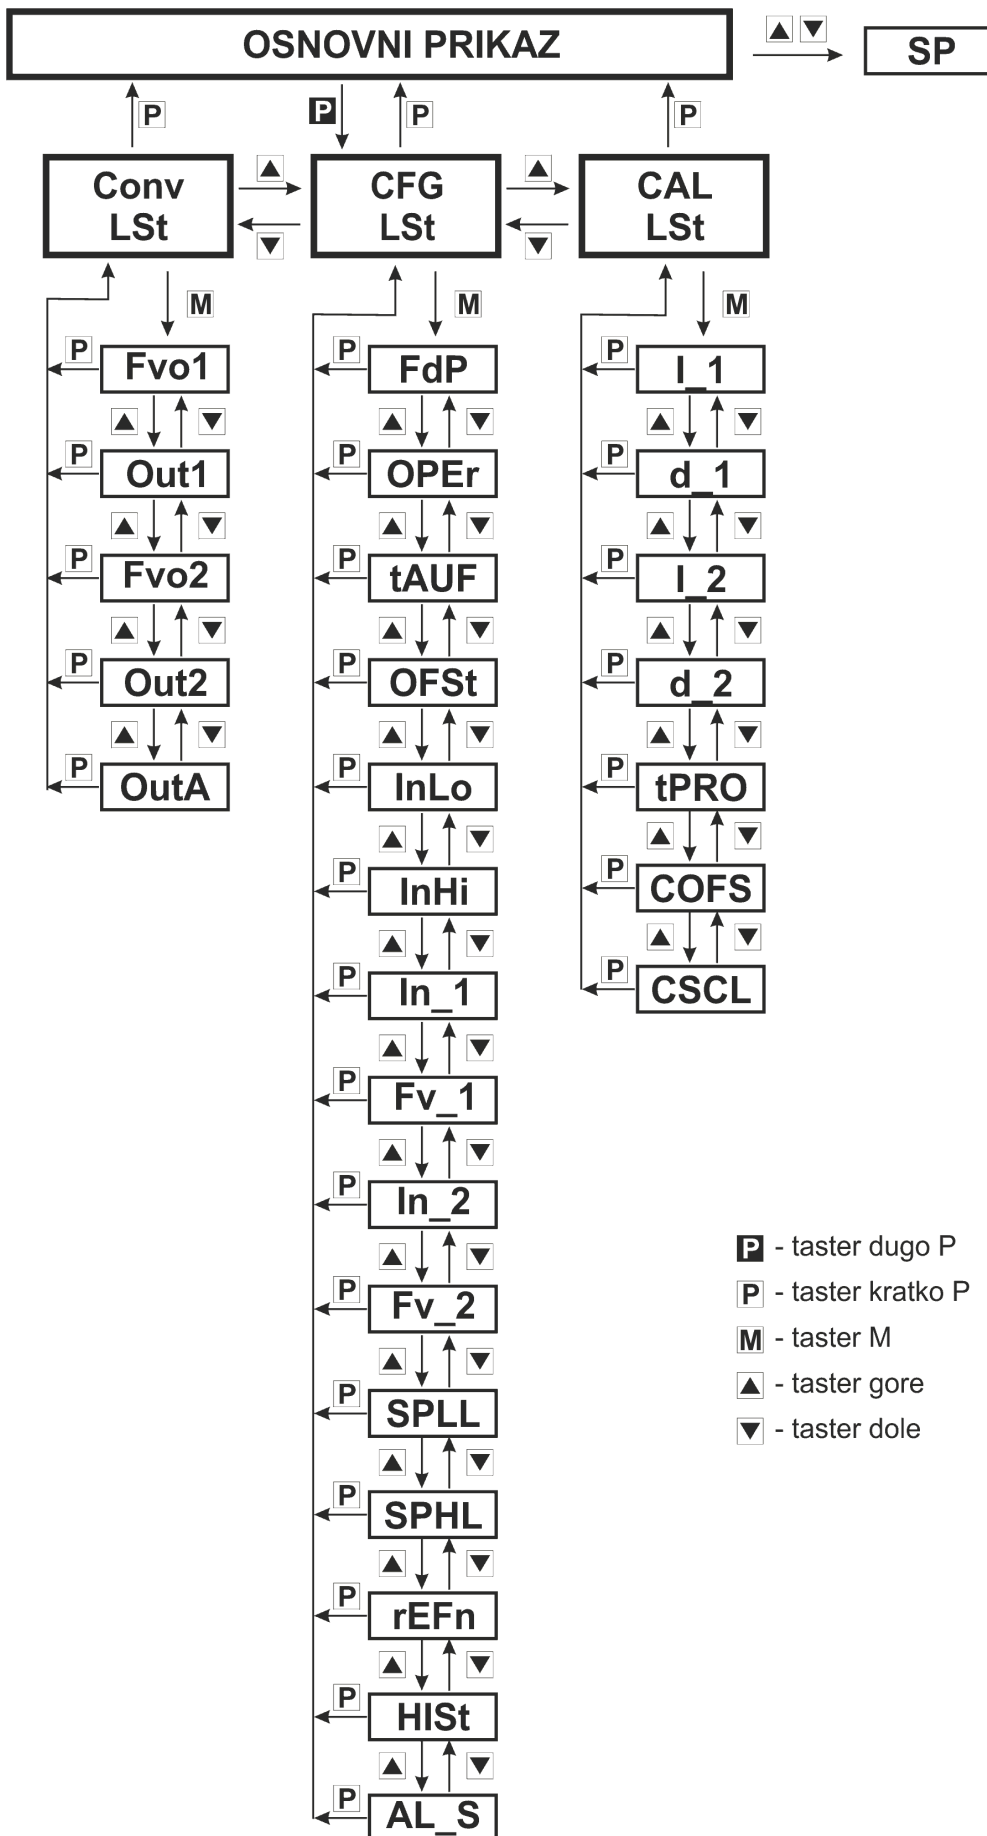 OSNOVNI PRIKAZ
SP
P
P
P
P
Conv
LSt
CFG
LSt
CAL
LSt
M
M
M
P
Fvo1
P
Out1
P
Fvo2
P
Out2
P
OutA
P
FdP
P
OPEr
P
tAUF
P
OFSt
P
InLo
P
InHi
P
In_1
P
Fv_1
P
In_2
P
Fv_2
P
SPLL
P
SPHL
P
rEFn
P
HISt
P
AL_S
P
I_1
P
d_1
P
I_2
P
d_2
P
tPRO
P
COFS
P
CSCL
P - taster dugo P
P - taster kratko P
M - taster M
▲ - taster gore
▼ - taster dole